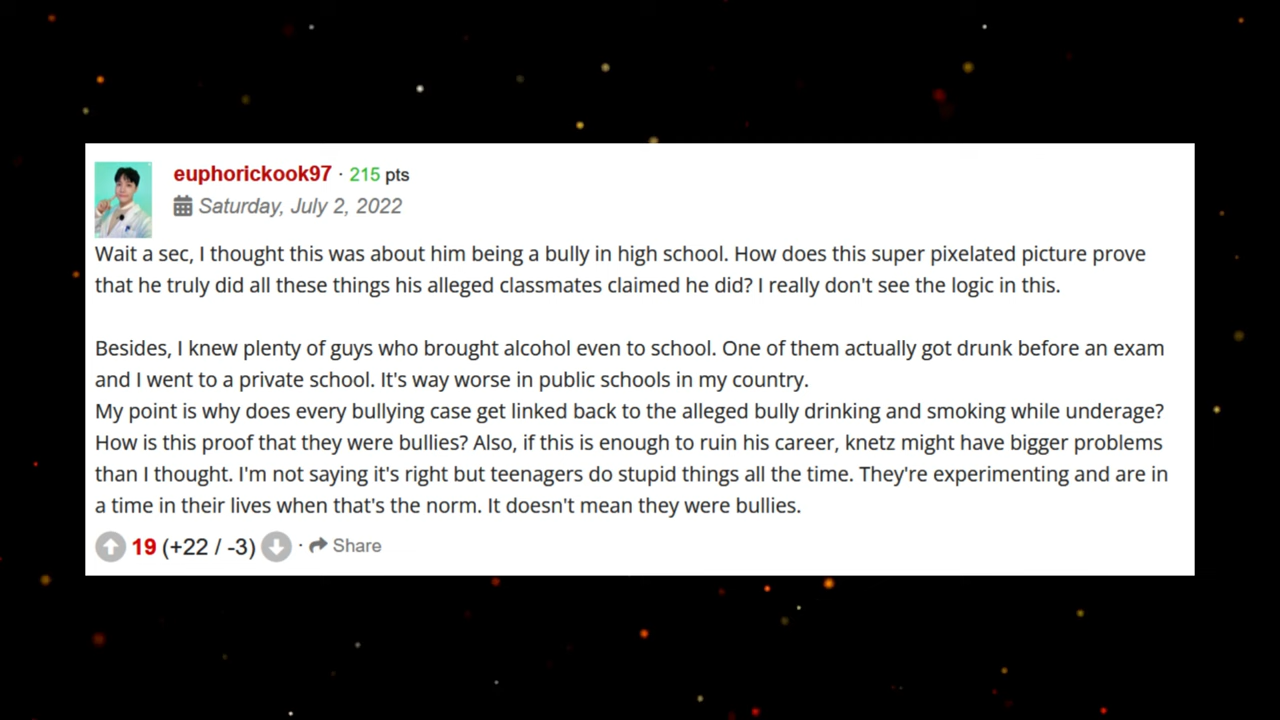 euphorickook97 · 215 pts
Saturday, July 2, 2022
Wait a sec, I thought this was about him being a bully in high school. How does this super pixelated picture prove
that he truly did all these things his alleged classmates claimed he did? I really don't see the logic in this.
Besides, I knew plenty of guys who brought alcohol even to school. One of them actually got drunk before an exam
and I went to a private school. It's way worse in public schools in my country.
My point is why does every bullying case get linked back to the alleged bully drinking and smoking while underage?
How is this proof that they were bullies? Also, if this is enough to ruin his career, knetz might have bigger problems
than I thought. I'm not saying it's right but teenagers do stupid things all the time. They're experimenting and are in
a time in their lives when that's the norm. It doesn't mean they were bullies.
19 (+22 / -3) · Share